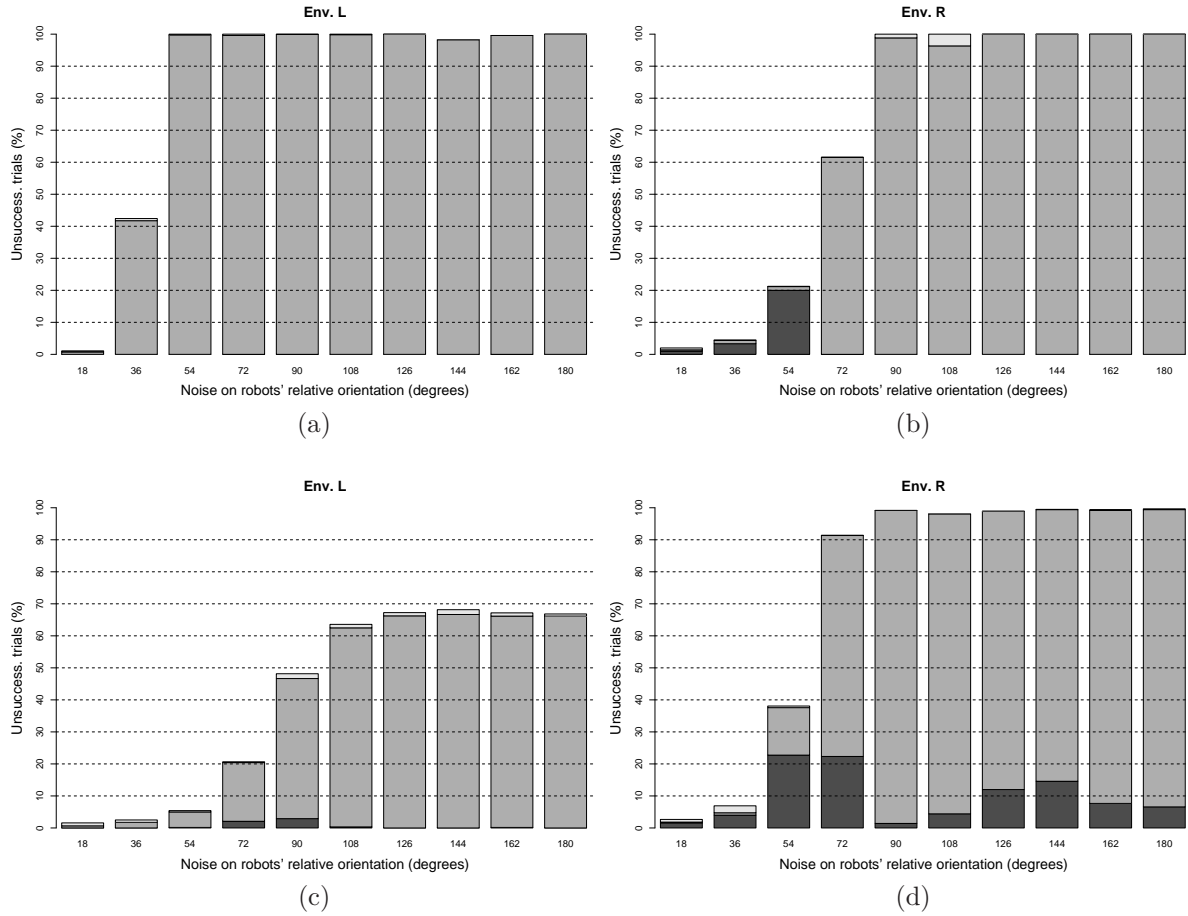 Env. L
Unsuccess. trials (%)
0 10 20 30 40 50 60 70 80 90 100
18 36 54 72 90 108 126 144 162 180
Noise on robots' relative orientation (degrees)
(a)
Env. R
Unsuccess. trials (%)
0 10 20 30 40 50 60 70 80 90 100
18 36 54 72 90 108 126 144 162 180
Noise on robots' relative orientation (degrees)
(b)
Env. L
Unsuccess. trials (%)
0 10 20 30 40 50 60 70 80 90 100
18 36 54 72 90 108 126 144 162 180
Noise on robots' relative orientation (degrees)
(c)
Env. R
Unsuccess. trials (%)
0 10 20 30 40 50 60 70 80 90 100
18 36 54 72 90 108 126 144 162 180
Noise on robots' relative orientation (degrees)
(d)